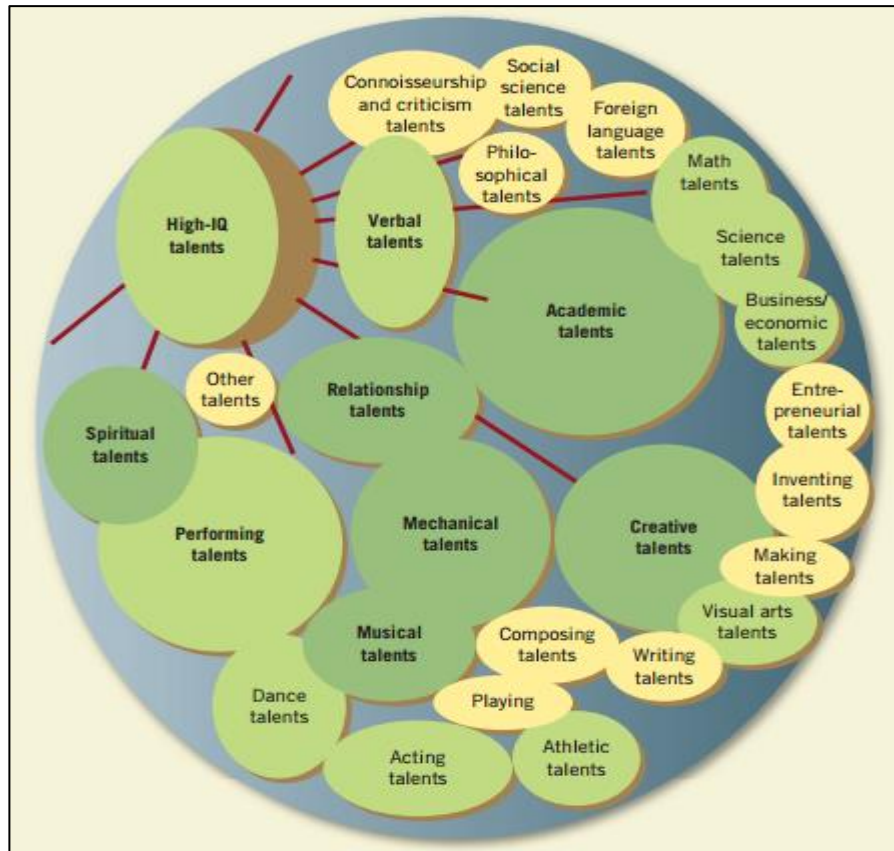 Connoisseurship
and criticism
talents
Social
science
talents
Foreign
language
talents
Philo-
sophical
talents
Math
talents
High-IQ
talents
Verbal
talents
Science
talents
Academic
talents
Business/
economic
talents
Other
talents
Relationship
talents
Entre-
preneurial
talents
Spiritual
talents
Inventing
talents
Performing
talents
Mechanical
talents
Creative
talents
Making
talents
Visual arts
talents
Musical
talents
Composing
talents
Writing
talents
Dance
talents
Playing
Acting
talents
Athletic
talents